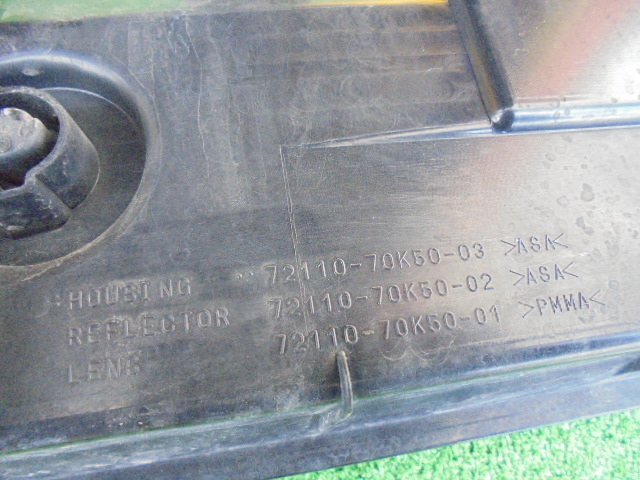 HOUSING 72110-70K50-03 >ASA<
REFLECTOR 72110-70K50-02 >ASA<
LENS 72110-70K50-01 >PMMA<